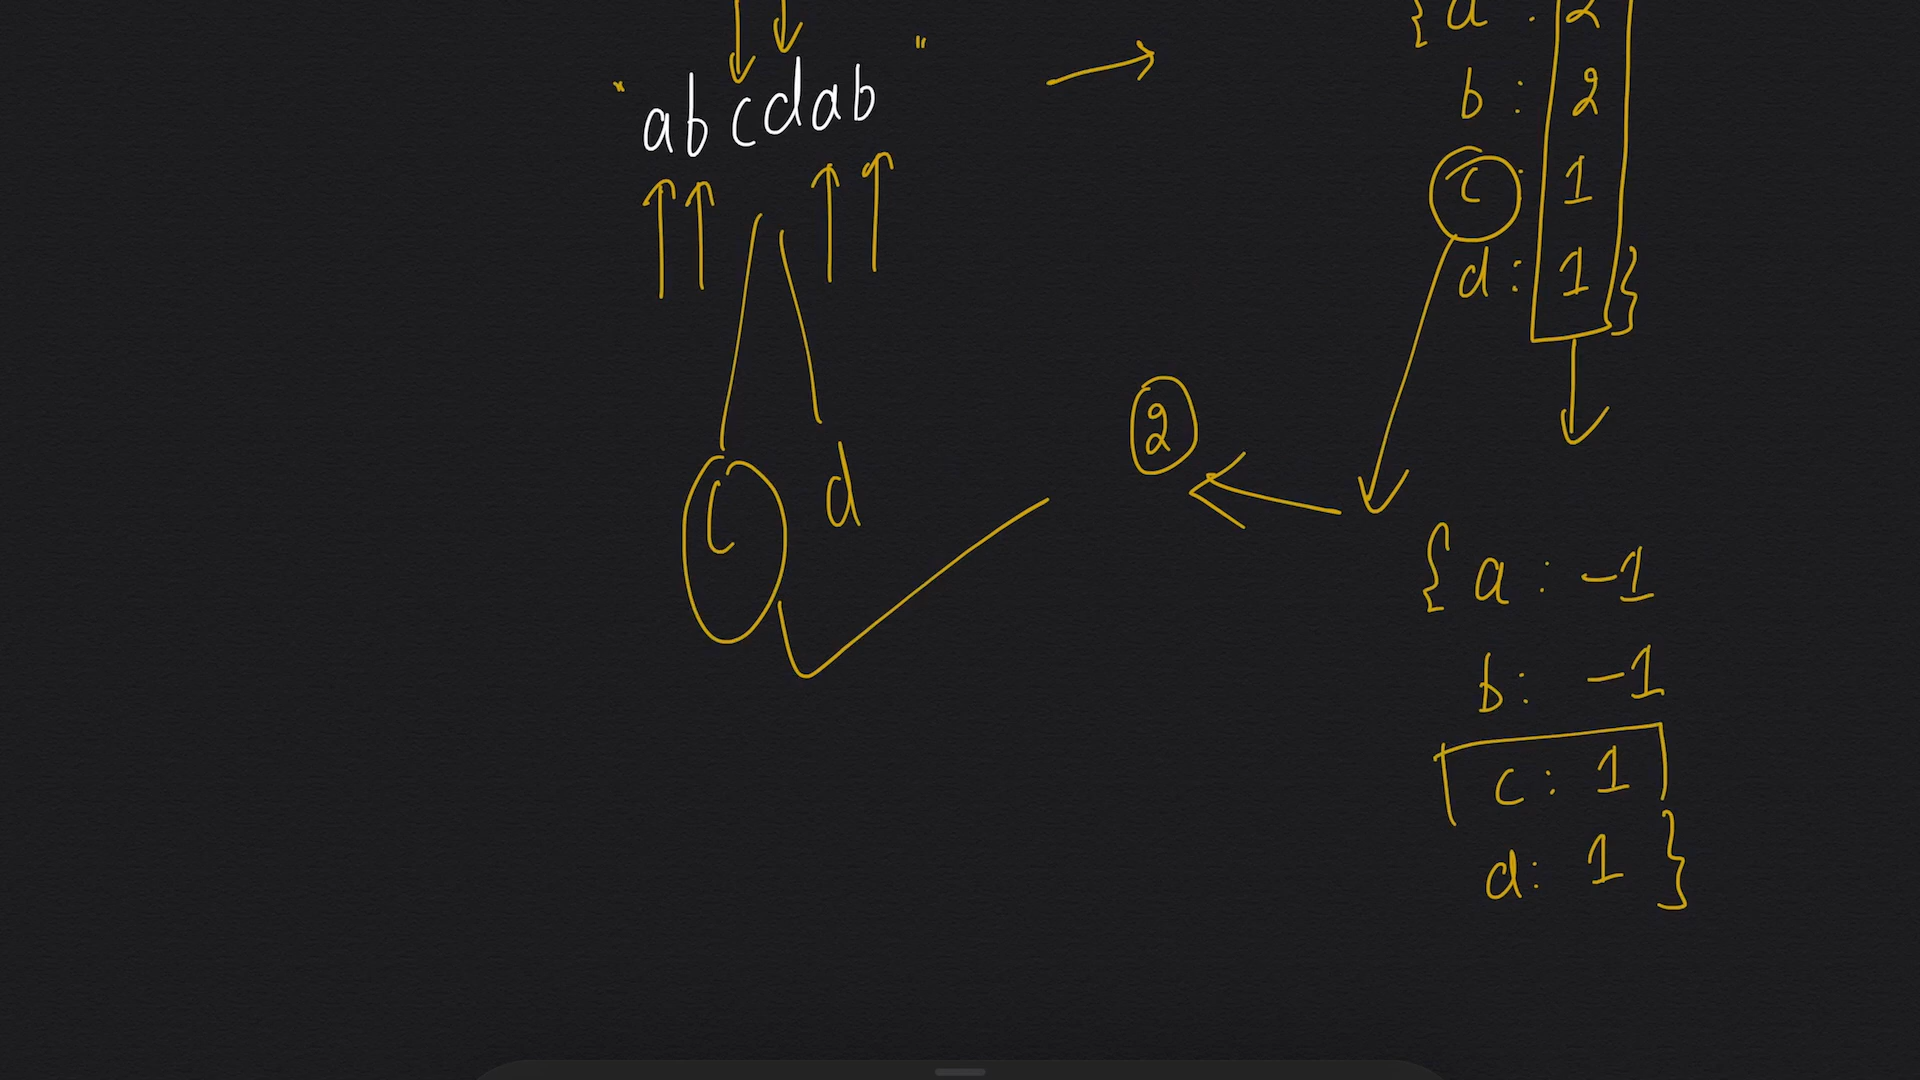 "abcdab"
{a : 2
b : 2
c : 1
d : 1}
2
c d
{a : -1
b : -1
c : 1
d : 1}